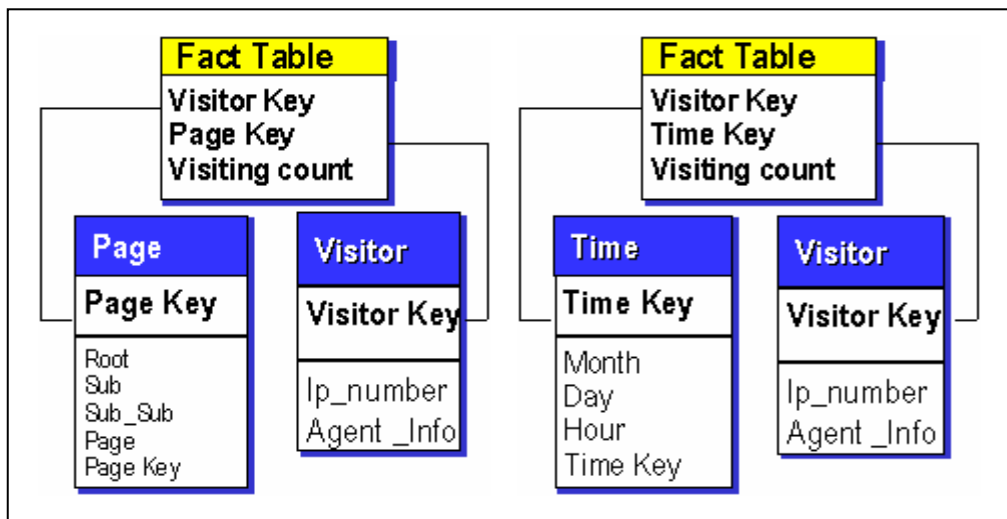 Fact Table
Visitor Key
Page Key
Visiting count
Page
Page Key
Root
Sub
Sub_Sub
Page
Page Key
Visitor
Visitor Key
Ip_number
Agent _Info
Fact Table
Visitor Key
Time Key
Visiting count
Time
Time Key
Month
Day
Hour
Time Key
Visitor
Visitor Key
Ip_number
Agent _Info